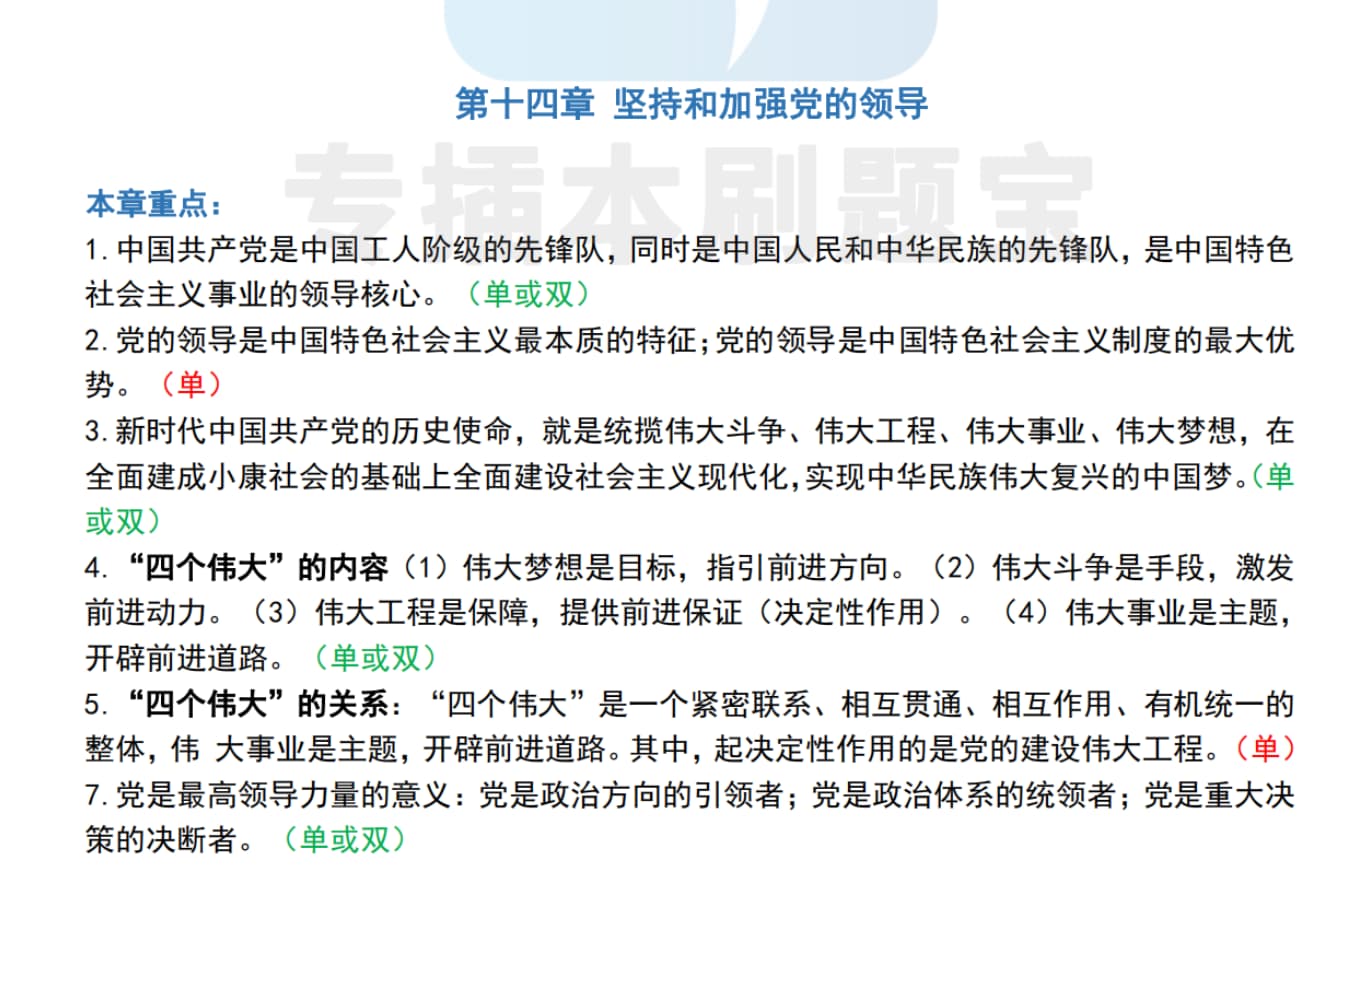 第十四章 坚持和加强党的领导
专插本刷题宝
本章重点：
1.中国共产党是中国工人阶级的先锋队，同时是中国人民和中华民族的先锋队，是中国特色
社会主义事业的领导核心。（单或双）
2.党的领导是中国特色社会主义最本质的特征;党的领导是中国特色社会主义制度的最大优
势。（单）
3.新时代中国共产党的历史使命，就是统揽伟大斗争、伟大工程、伟大事业、伟大梦想，在
全面建成小康社会的基础上全面建设社会主义现代化,实现中华民族伟大复兴的中国梦。（单
或双）
4.“四个伟大”的内容（1）伟大梦想是目标，指引前进方向。（2）伟大斗争是手段，激发
前进动力。（3）伟大工程是保障，提供前进保证（决定性作用）。（4）伟大事业是主题，
开辟前进道路。（单或双）
5.“四个伟大”的关系：“四个伟大”是一个紧密联系、相互贯通、相互作用、有机统一的
整体，伟 大事业是主题，开辟前进道路。其中，起决定性作用的是党的建设伟大工程。（单）
7.党是最高领导力量的意义：党是政治方向的引领者；党是政治体系的统领者；党是重大决
策的决断者。（单或双）